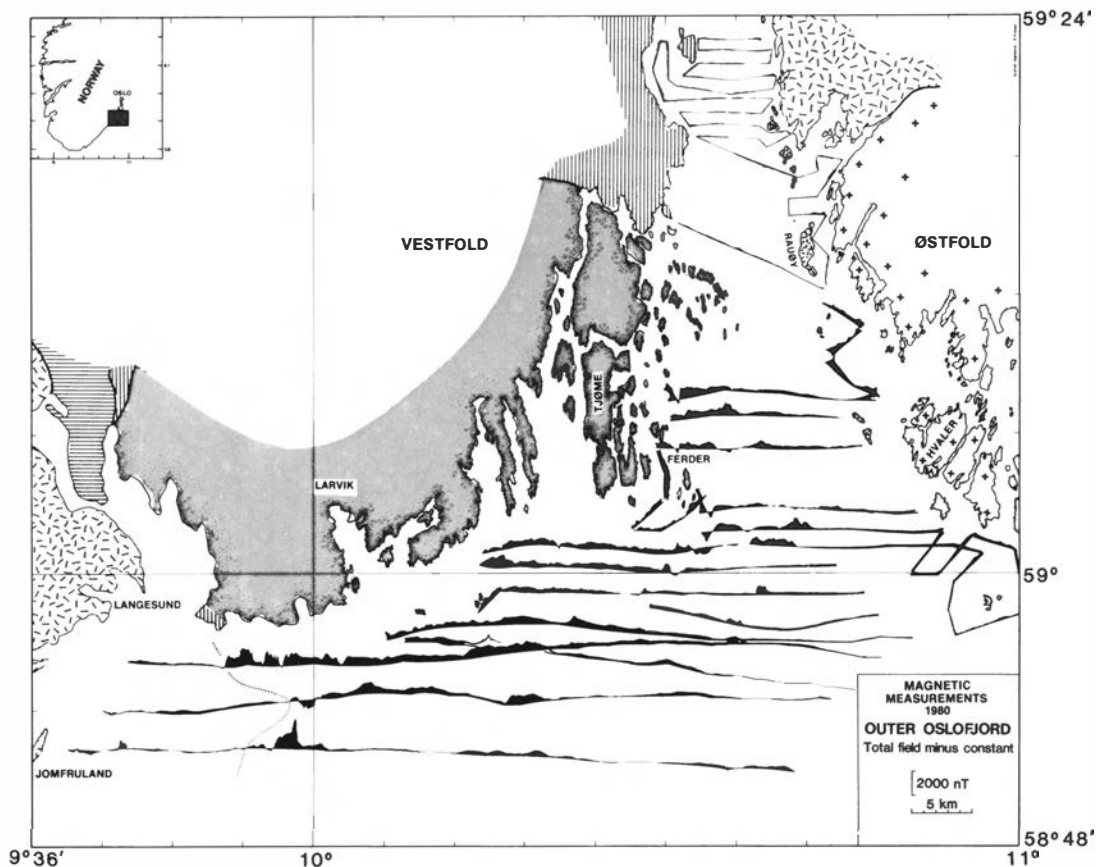 59° 24'
NORWAY
OSLO
VESTFOLD
ØSTFOLD
RAUØY
TJØME
HVALER
FERDER
LARVIK
59°
LANGESUND
MAGNETIC
MEASUREMENTS
1980
OUTER OSLOFJORD
Total field minus constant
2000 nT
5 km
JOMFRULAND
58° 48'
9° 36'
10°
11°